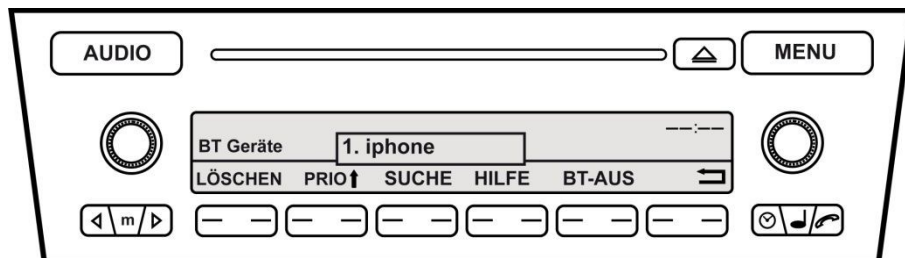 AUDIO
MENU
--:--
BT Geräte
1. iphone
LÖSCHEN PRIO⬆ SUCHE HILFE BT-AUS
m